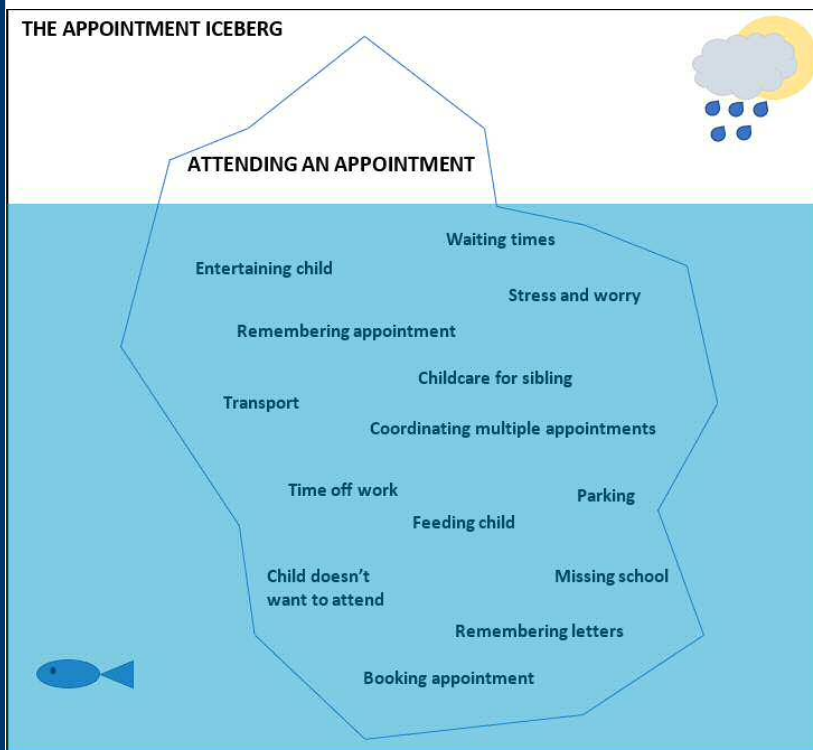 THE APPOINTMENT ICEBERG
ATTENDING AN APPOINTMENT
Waiting times
Entertaining child
Stress and worry
Remembering appointment
Childcare for sibling
Transport
Coordinating multiple appointments
Time off work
Parking
Feeding child
Child doesn’t
want to attend
Missing school
Remembering letters
Booking appointment